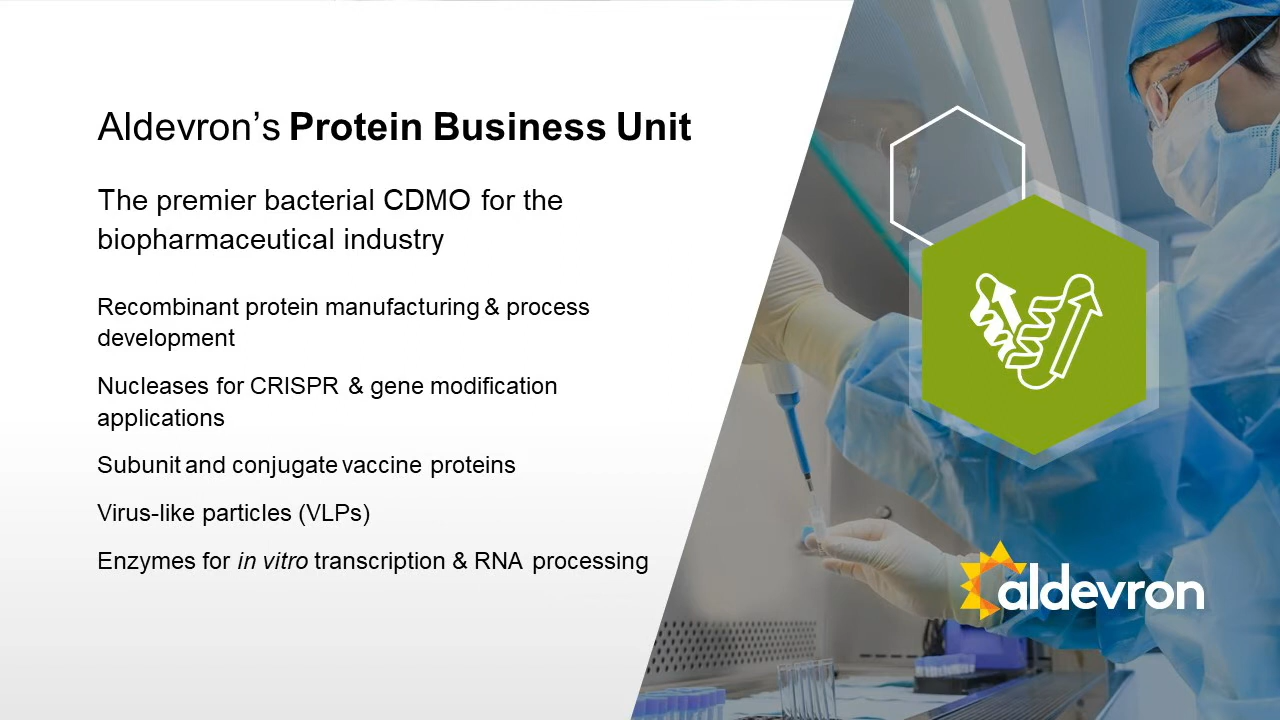 Aldevron’s Protein Business Unit
The premier bacterial CDMO for the
biopharmaceutical industry
Recombinant protein manufacturing & process
development
Nucleases for CRISPR & gene modification
applications
Subunit and conjugate vaccine proteins
Virus-like particles (VLPs)
Enzymes for in vitro transcription & RNA processing
aldevron